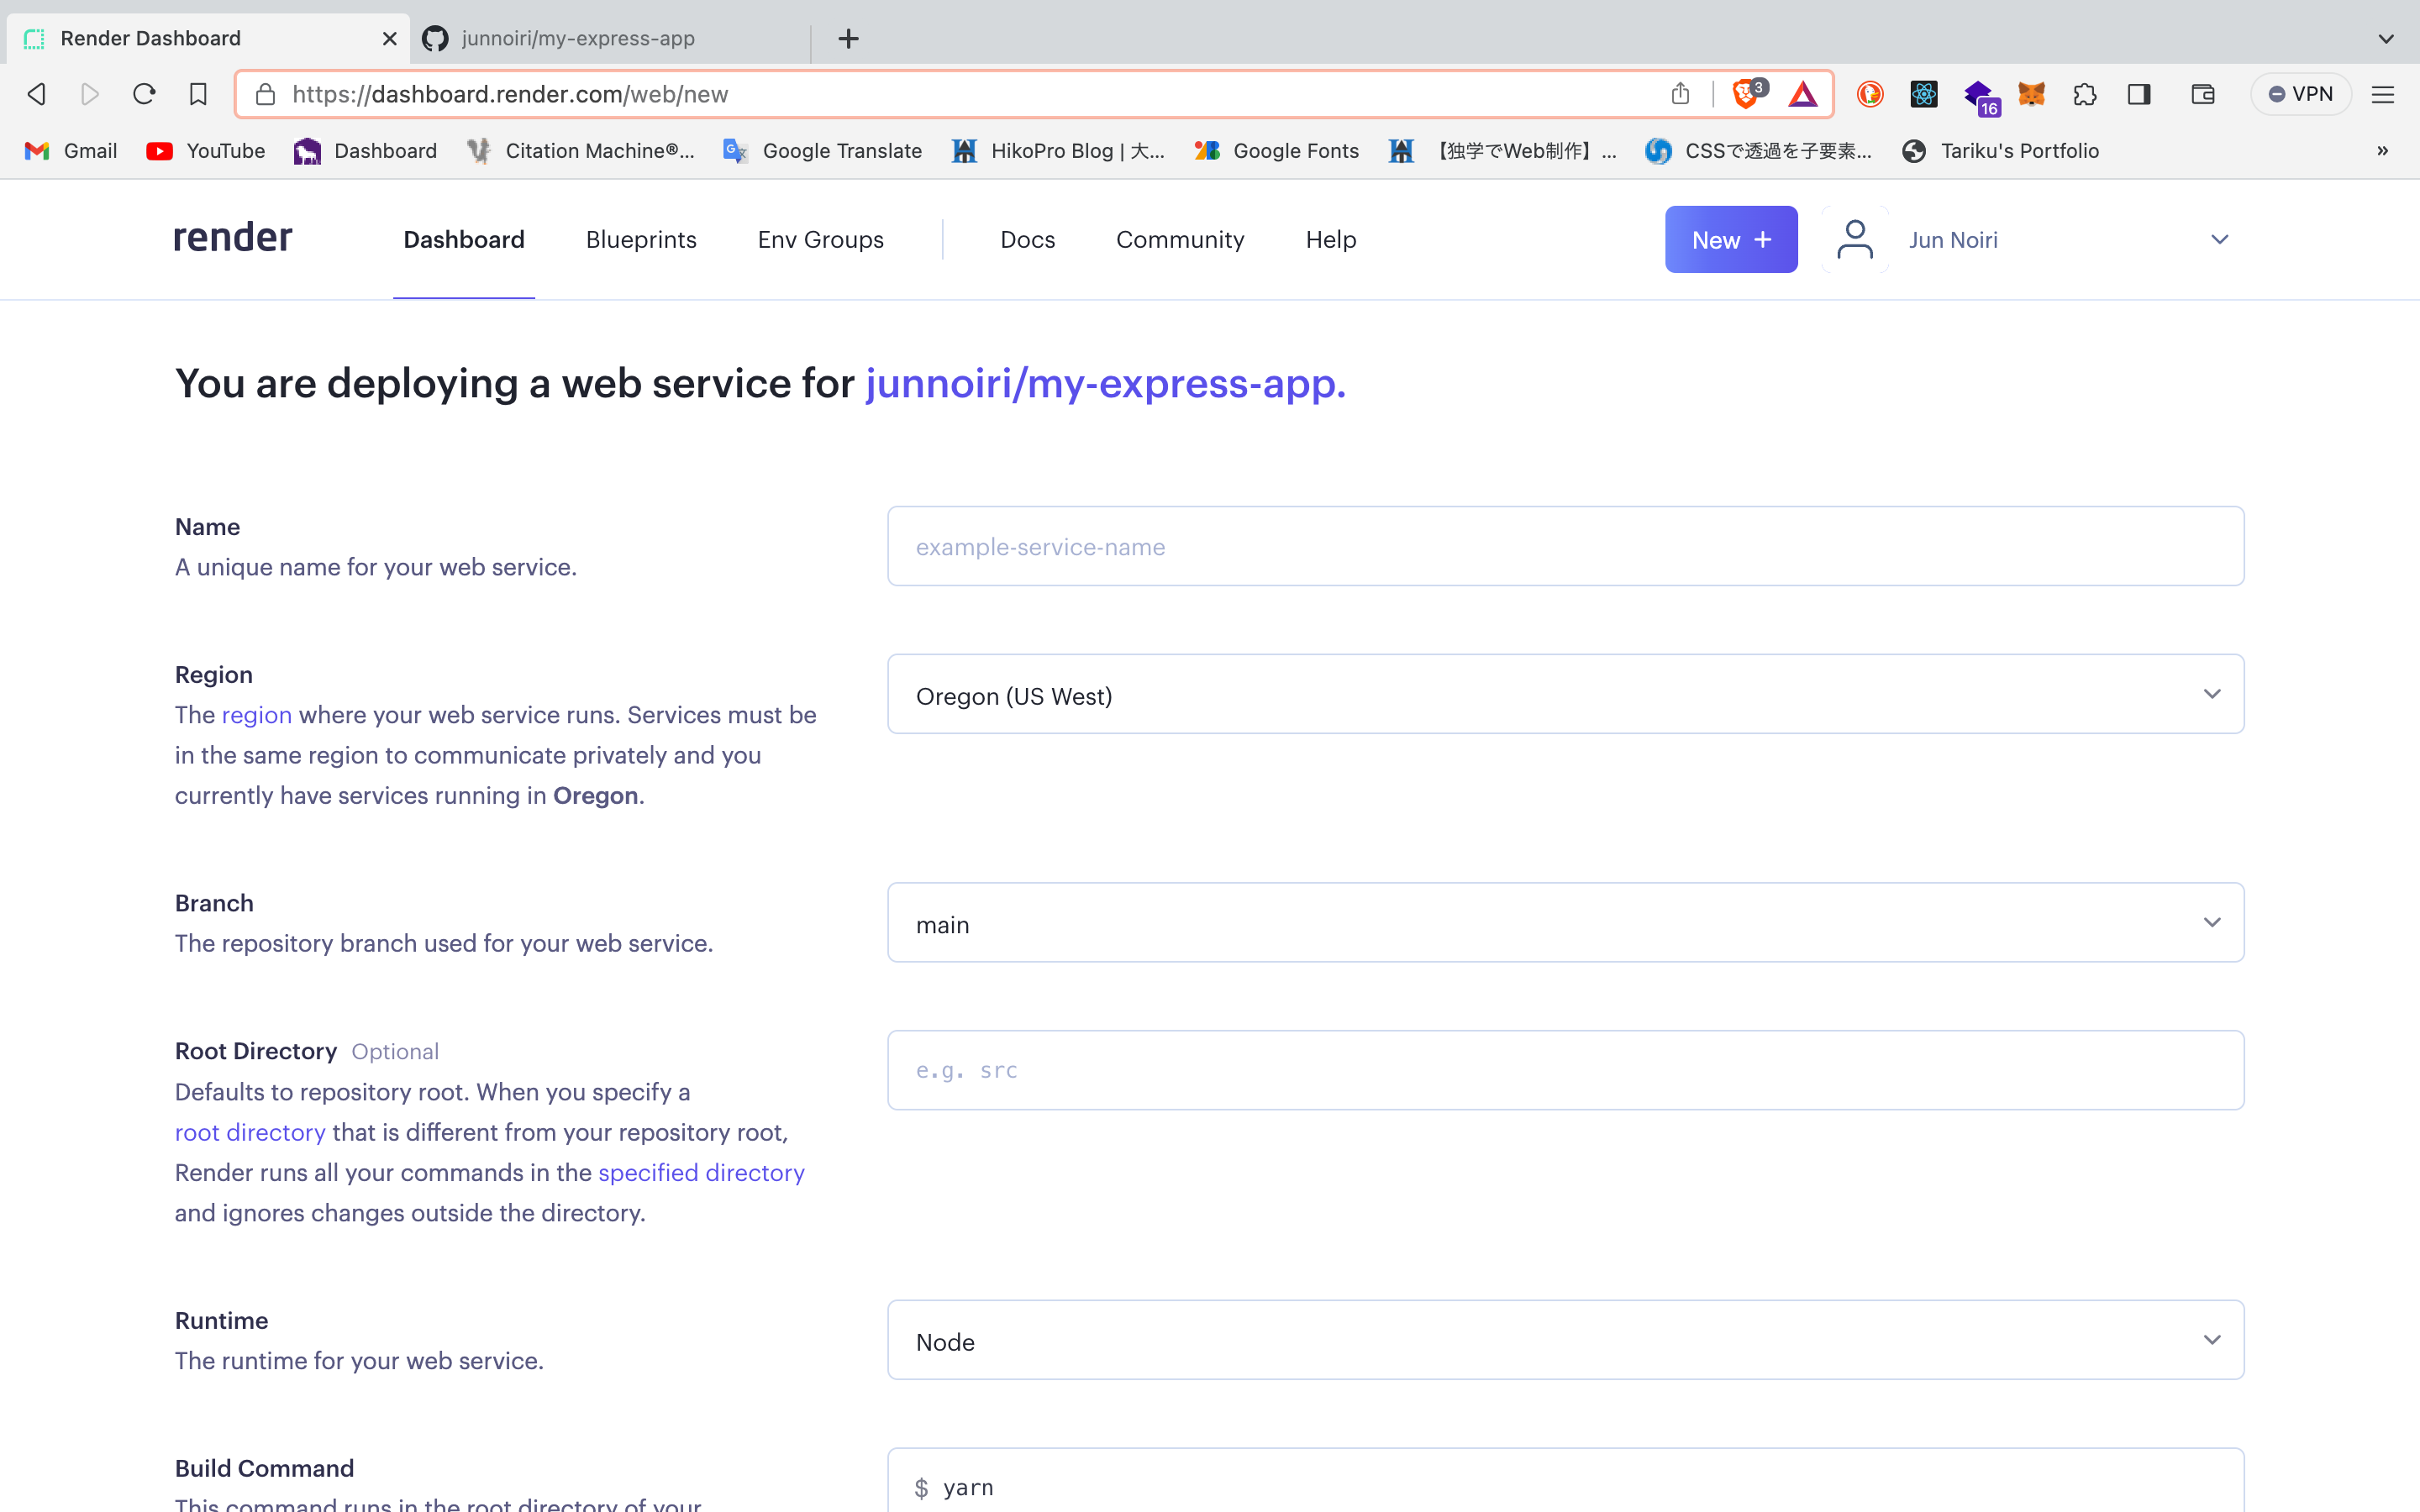 Render Dashboard
junnoiri/my-express-app
https://dashboard.render.com/web/new
3
16
VPN
Gmail
YouTube
Dashboard
Citation Machine®...
Google Translate
HikoPro Blog | 大...
Google Fonts
【独学でWeb制作】...
CSSで透過を子要素...
Tariku's Portfolio
»
render
Dashboard
Blueprints
Env Groups
Docs
Community
Help
New +
Jun Noiri
You are deploying a web service for junnoiri/my-express-app.
Name
A unique name for your web service.
example-service-name
Region
The region where your web service runs. Services must be
in the same region to communicate privately and you
currently have services running in Oregon.
Oregon (US West)
Branch
The repository branch used for your web service.
main
Root Directory Optional
Defaults to repository root. When you specify a
root directory that is different from your repository root,
Render runs all your commands in the specified directory
and ignores changes outside the directory.
e.g. src
Runtime
The runtime for your web service.
Node
Build Command
This command runs in the root directory of your
$ yarn